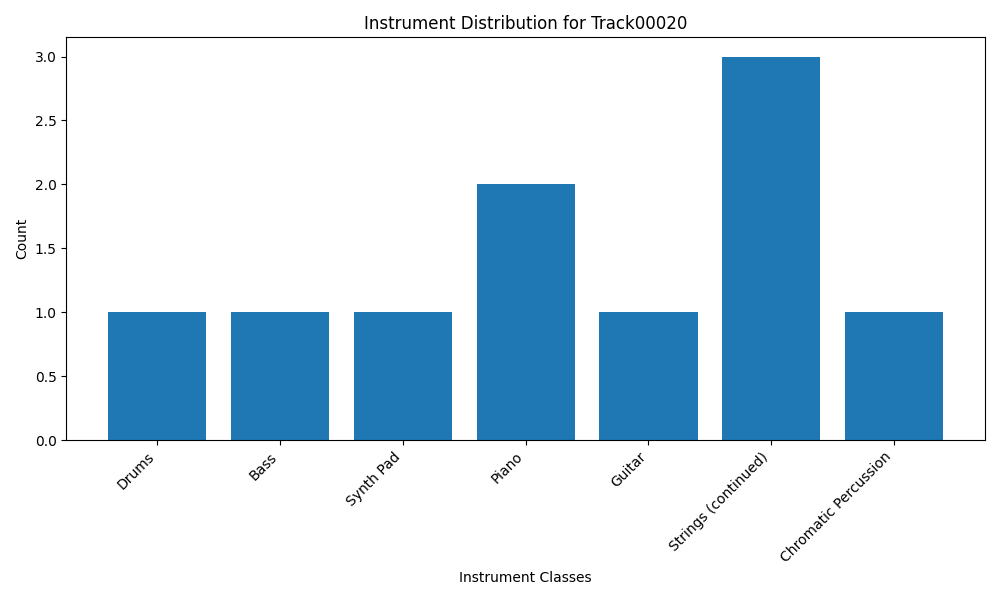 Instrument Distribution for Track00020
Count
3.0
2.5
2.0
1.5
1.0
0.5
0.0
Drums
Bass
Synth Pad
Piano
Guitar
Strings (continued)
Chromatic Percussion
Instrument Classes